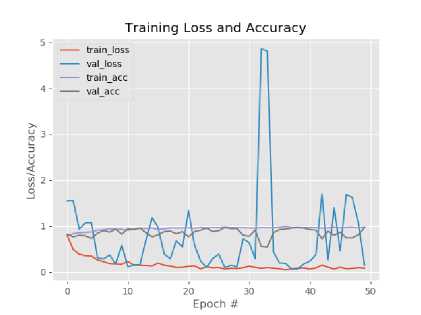 Training Loss and Accuracy
train_loss
val_loss
train_acc
val_acc
Loss/Accuracy
5
4
3
2
1
0
0
10
20
30
40
50
Epoch #